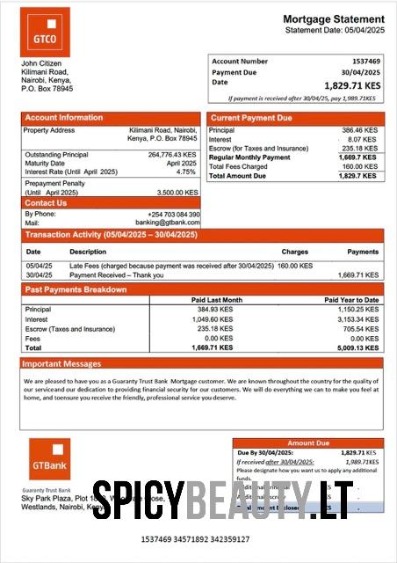 GTCO
Mortgage Statement
Statement Date: 05/04/2025
John Citizen
Kilimani Road,
Nairobi, Kenya,
P.O. Box 78945
Account Number 1537469
Payment Due 30/04/2025
Date
1,829.71 KES
If payment is received after 30/04/25, pay 1,989.71KES
Account Information
Property Address Kilimani Road, Nairobi,
Kenya, P.O. Box 78945
Outstanding Principal 264,776.43 KES
Maturity Date April 2025
Interest Rate (Until April 2025) 4.75%
Prepayment Penalty
(Until April 2025) 3,500.00 KES
Contact Us
By Phone: +254 703 084 390
Mail: banking@gtbank.com
Current Payment Due
Principal 386.46 KES
Interest 8.07 KES
Escrow (for Taxes and Insurance) 235.18 KES
Regular Monthly Payment 1,669.7 KES
Total Fees Charged 160.00 KES
Total Amount Due 1,829.7 KES
Transaction Activity (05/04/2025 – 30/04/2025)
Date Description Charges Payments
05/04/25 Late Fees (charged because payment was received after 30/04/2025) 160.00 KES
30/04/25 Payment Received – Thank you 1,669.71 KES
Past Payments Breakdown
Paid Last Month Paid Year to Date
Principal 384.93 KES 1,150.25 KES
Interest 1,049.60 KES 3,153.34 KES
Escrow (Taxes and Insurance) 235.18 KES 705.54 KES
Fees 0.00 KES 0.00 KES
Total 1,669.71 KES 5,009.13 KES
Important Messages
We are pleased to have you as a Guaranty Trust Bank Mortgage customer. We are known throughout the country for the quality of
our serviceand our dedication to providing financial security for our customers. We will do everything we can to make you feel at
home, and toensure you receive the friendly, professional service you deserve.
GTBank
Guaranty Trust Bank
Sky Park Plaza, Plot
Westlands, Nairobi,
Amount Due
Due By 30/04/2025: 1,829.71 KES
If received after 30/04/2025: 1,989.71KES
Please designate how you want us to apply any additional
funds.
SPICYBEAUTY.LT
1537469 34571892 342359127